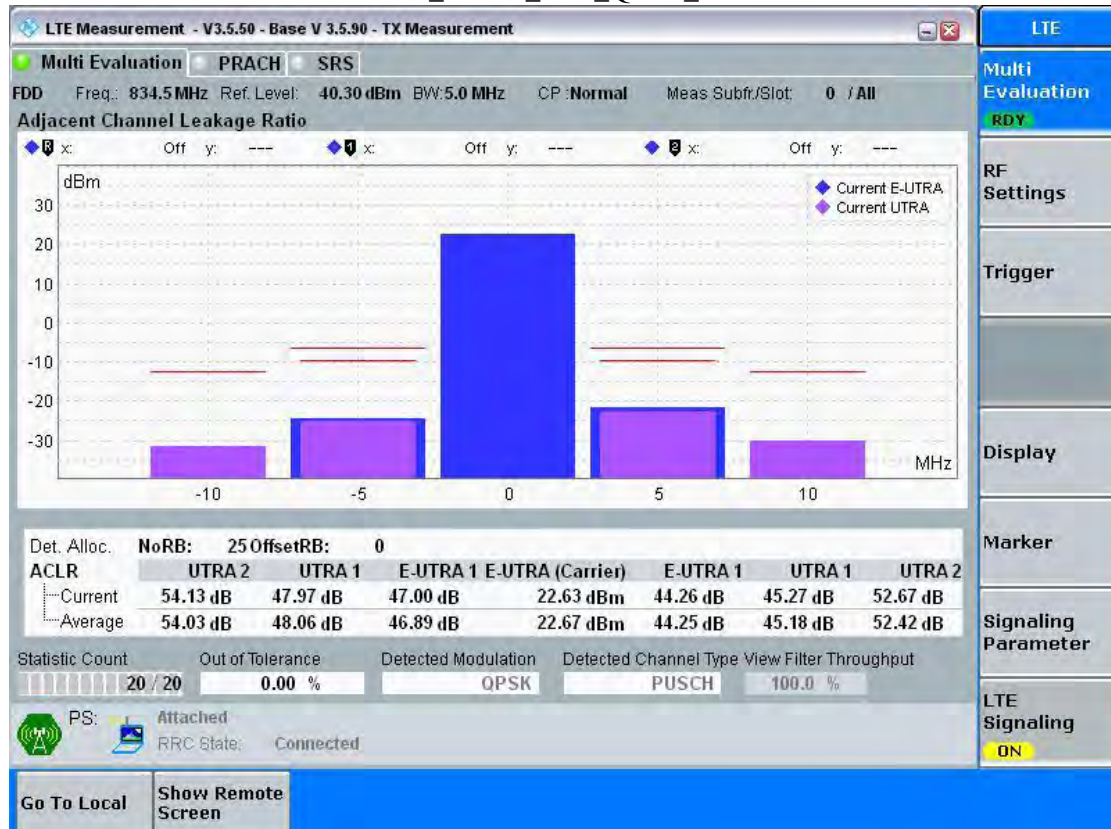 LTE Measurement - V3.5.50 - Base V 3.5.90 - TX Measurement
LTE
Multi Evaluation PRACH SRS
FDD Freq.: 834.5 MHz Ref. Level: 40.30 dBm BW: 5.0 MHz CP :Normal Meas Subfr./Slot: 0 / All
Adjacent Channel Leakage Ratio
R x: Off y: --- 1 x: Off y: --- 2 x: Off y: ---
dBm
Current E-UTRA
Current UTRA
30
20
10
0
-10
-20
-30
MHz
-10 -5 0 5 10
Det. Alloc. NoRB: 25 OffsetRB: 0
ACLR UTRA 2 UTRA 1 E-UTRA 1 E-UTRA (Carrier) E-UTRA 1 UTRA 1 UTRA 2
Current 54.13 dB 47.97 dB 47.00 dB 22.63 dBm 44.26 dB 45.27 dB 52.67 dB
Average 54.03 dB 48.06 dB 46.89 dB 22.67 dBm 44.25 dB 45.18 dB 52.42 dB
Statistic Count Out of Tolerance Detected Modulation Detected Channel Type View Filter Throughput
20 / 20 0.00 % QPSK PUSCH 100.0 %
PS: Attached
RRC State: Connected
Multi
Evaluation
RDY
RF
Settings
Trigger
Display
Marker
Signaling
Parameter
LTE
Signaling
ON
Go To Local
Show Remote
Screen